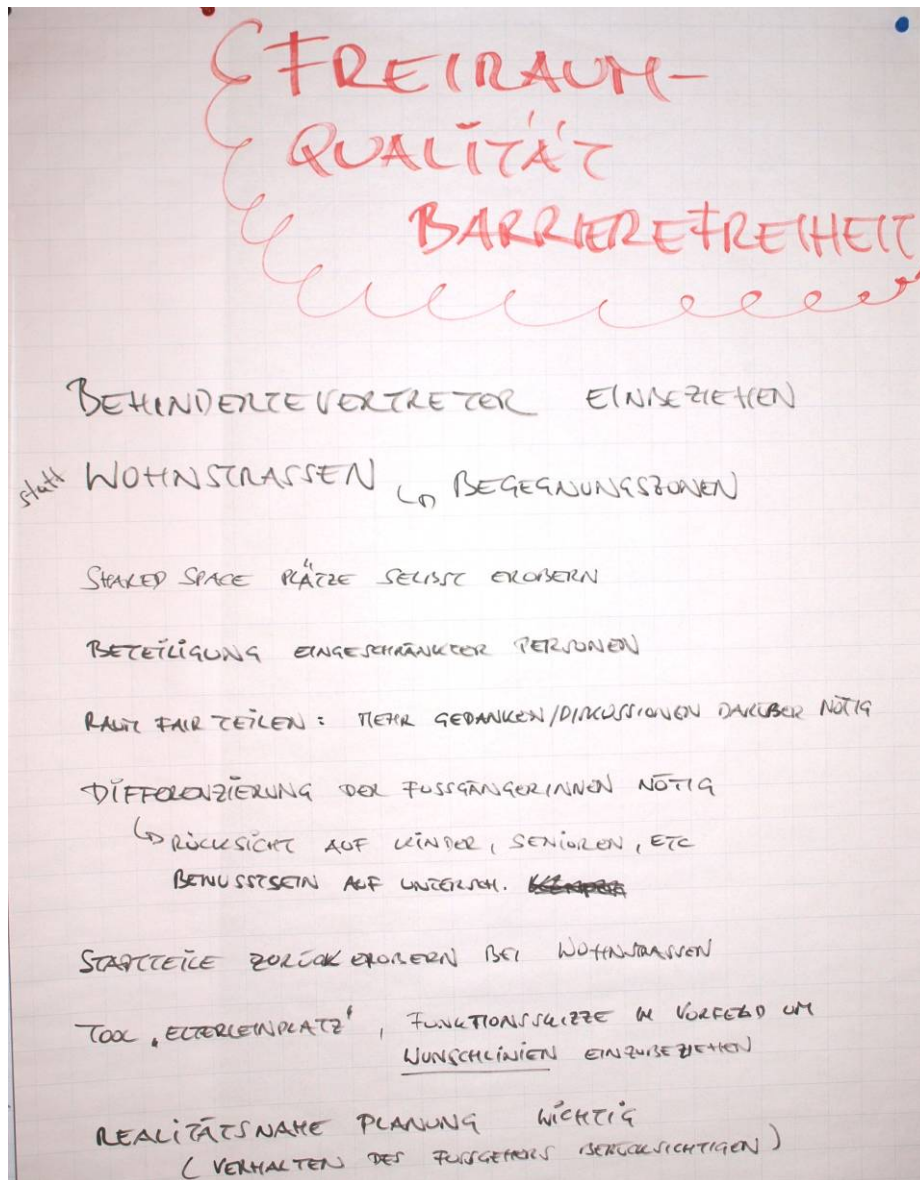 FREIRAUM-
QUALITÄT
BARRIEREFREIHEIT
BEHINDERTEVERTRETER EINBEZIEHEN
statt WOHNSTRASSEN ↳ BEGEGNUNGSZONEN
SHARED SPACE PLÄTZE SELBST EROBERN
BETEILIGUNG EINGESCHRÄNKTER PERSONEN
RAUM FAIR TEILEN: MEHR GEDANKEN/DISKUSSIONEN DARÜBER NÖTIG
DIFFERENZIERUNG DER FUSSGÄNGERINNEN NÖTIG
↳ RÜCKSICHT AUF KINDER, SENIOREN, ETC
BEWUSSTSEIN AUF UNTERSCH.
STADTTEILE ZURÜCK EROBERN BEI WOHNSTRASSEN
TOOL "ELTERLEINPLATZ", FUNKTIONSSKIZZE IM VORFELD UM
WUNSCHLINIEN EINZUBEZIEHEN
REALITÄTSNAHE PLANUNG WICHTIG
(VERHALTEN DES FUSSGEHERS BERÜCKSICHTIGEN)